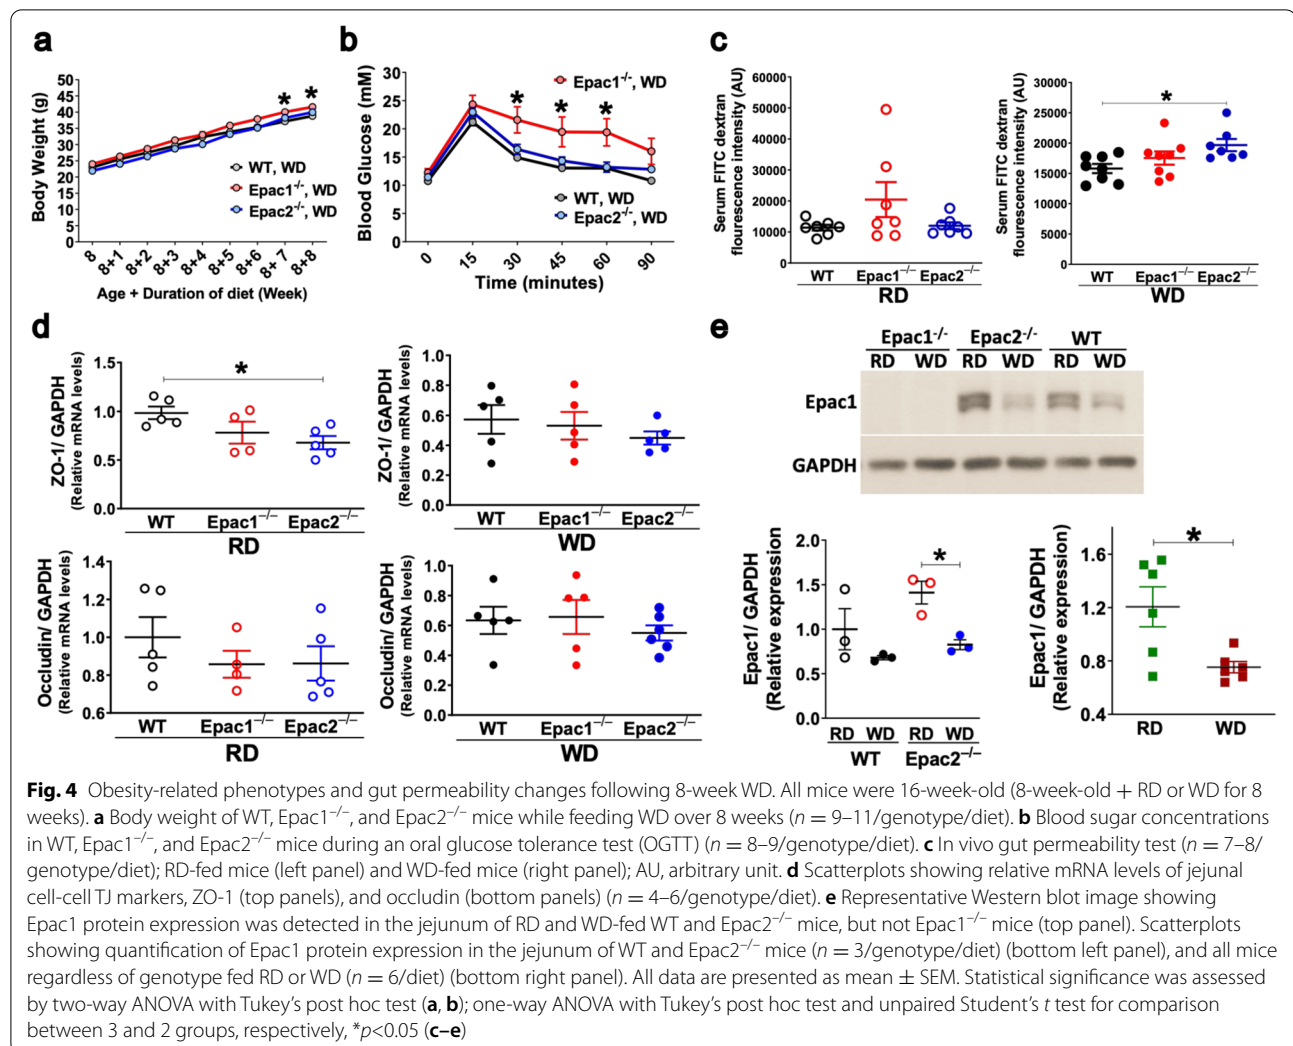 a
Body Weight (g)
50
45
40
35
30
25
20
15
10
5
0
* *
WT, WD
Epac1-/-, WD
Epac2-/-, WD
8 8+1 8+2 8+3 8+4 8+5 8+6 8+7 8+8
Age + Duration of diet (Week)
b
Blood Glucose (mM)
30
25
20
15
10
5
0
Epac1-/-, WD
* * *
WT, WD
Epac2-/-, WD
0 15 30 45 60 90
Time (minutes)
c
Serum FITC dextran
flourescence intensity (AU)
60000
50000
40000
30000
20000
10000
0
WT Epac1−/− Epac2−/−
RD
Serum FITC dextran
flourescence intensity (AU)
30000
25000
20000
15000
10000
5000
0
*
WT Epac1−/− Epac2−/−
WD
d
ZO-1/ GAPDH
(Relative mRNA levels)
1.5
1.0
0.5
0.0
*
WT Epac1−/− Epac2−/−
RD
ZO-1/ GAPDH
(Relative mRNA levels)
1.0
0.8
0.6
0.4
0.2
0.0
WT Epac1−/− Epac2−/−
WD
Occludin/ GAPDH
(Relative mRNA levels)
1.4
1.2
1.0
0.8
0.6
WT Epac1−/− Epac2−/−
RD
Occludin/ GAPDH
(Relative mRNA levels)
1.0
0.8
0.6
0.4
0.2
0.0
WT Epac1−/− Epac2−/−
WD
e
Epac1-/- Epac2-/- WT
RD WD RD WD RD WD
Epac1
GAPDH
Epac1/ GAPDH
(Relative expression)
2.0
1.5
1.0
0.5
0.0
*
RD WD RD WD
WT Epac2−/−
Epac1/ GAPDH
(Relative expression)
1.6
1.2
0.8
0.4
*
RD WD
Fig. 4 Obesity-related phenotypes and gut permeability changes following 8-week WD. All mice were 16-week-old (8-week-old + RD or WD for 8
weeks). a Body weight of WT, Epac1−/−, and Epac2−/− mice while feeding WD over 8 weeks (n = 9–11/genotype/diet). b Blood sugar concentrations
in WT, Epac1−/−, and Epac2−/− mice during an oral glucose tolerance test (OGTT) (n = 8–9/genotype/diet). c In vivo gut permeability test (n = 7–8/
genotype/diet); RD-fed mice (left panel) and WD-fed mice (right panel); AU, arbitrary unit. d Scatterplots showing relative mRNA levels of jejunal
cell-cell TJ markers, ZO-1 (top panels), and occludin (bottom panels) (n = 4–6/genotype/diet). e Representative Western blot image showing
Epac1 protein expression was detected in the jejunum of RD and WD-fed WT and Epac2−/− mice, but not Epac1−/− mice (top panel). Scatterplots
showing quantification of Epac1 protein expression in the jejunum of WT and Epac2−/− mice (n = 3/genotype/diet) (bottom left panel), and all mice
regardless of genotype fed RD or WD (n = 6/diet) (bottom right panel). All data are presented as mean ± SEM. Statistical significance was assessed
by two-way ANOVA with Tukey's post hoc test (a, b); one-way ANOVA with Tukey's post hoc test and unpaired Student's t test for comparison
between 3 and 2 groups, respectively, *p<0.05 (c–e)